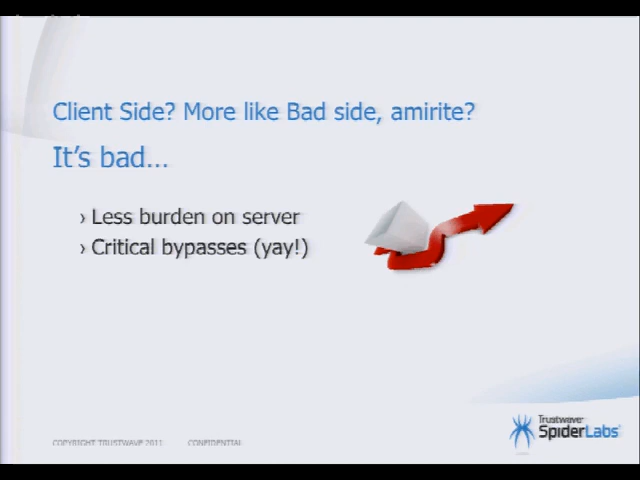 Client Side? More like Bad side, amirite?
It's bad...
› Less burden on server
› Critical bypasses (yay!)
COPYRIGHT TRUSTWAVE 2011 CONFIDENTIAL
Trustwave®
SpiderLabs®